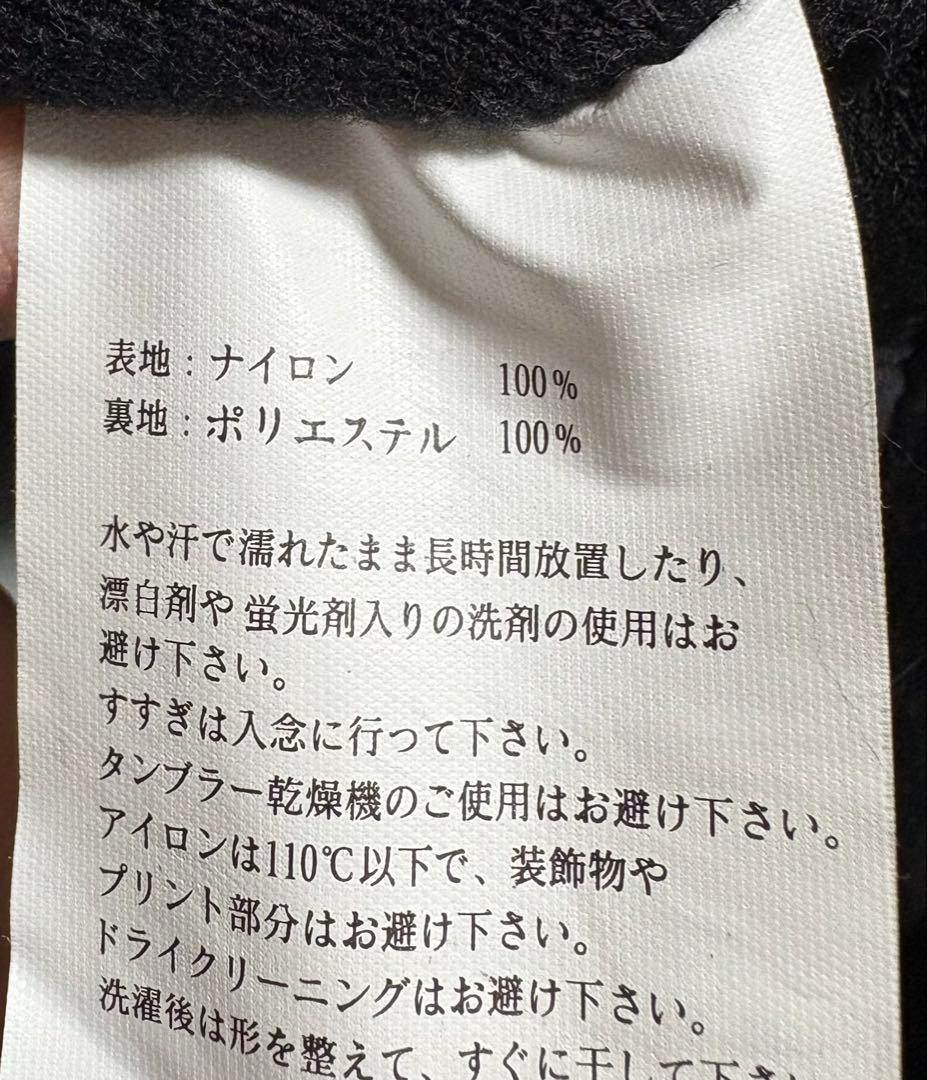 表地：ナイロン 100%
裏地：ポリエステル 100%
水や汗で濡れたまま長時間放置したり、
漂白剤や 蛍光剤入りの洗剤の使用はお
避け下さい。
すすぎは入念に行って下さい。
タンブラー乾燥機のご使用はお避け下さい。
アイロンは110℃以下で、装飾物や
プリント部分はお避け下さい。
ドライクリーニングはお避け下さい。
洗濯後は形を整えて、すぐに干して下さい